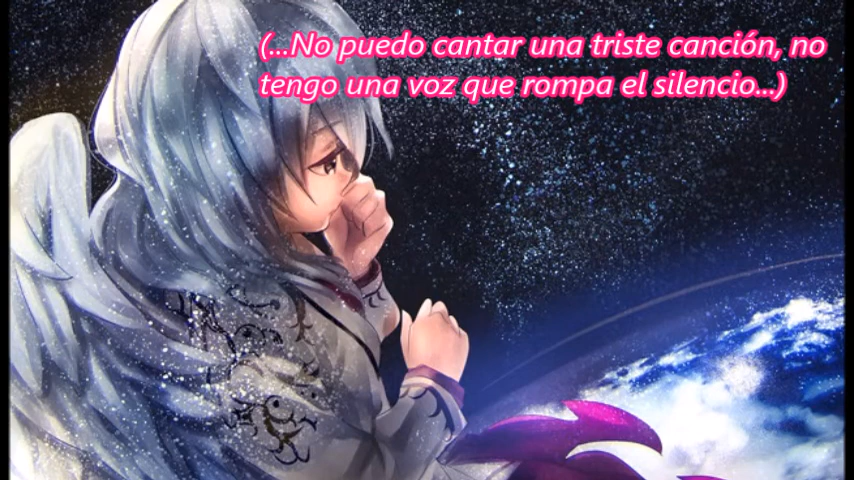 (...No puedo cantar una triste canción, no
tengo una voz que rompa el silencio...)